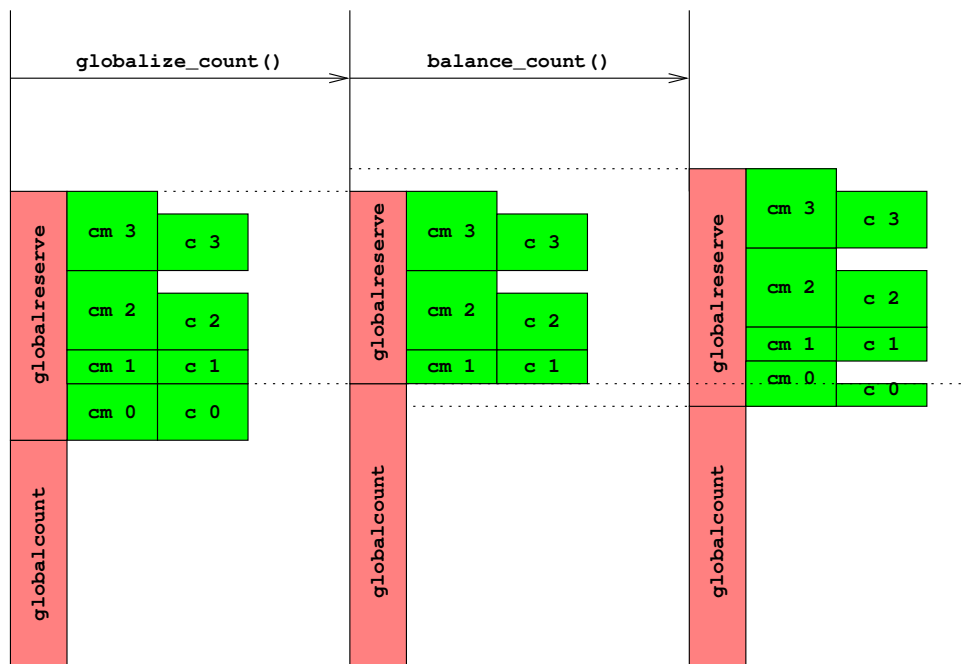 globalize_count()
balance_count()
globalreserve
cm 3
c 3
cm 2
c 2
cm 1
c 1
cm 0
c 0
globalcount
globalreserve
cm 3
c 3
cm 2
c 2
cm 1
c 1
globalcount
globalreserve
cm 3
c 3
cm 2
c 2
cm 1
c 1
cm 0
c 0
globalcount